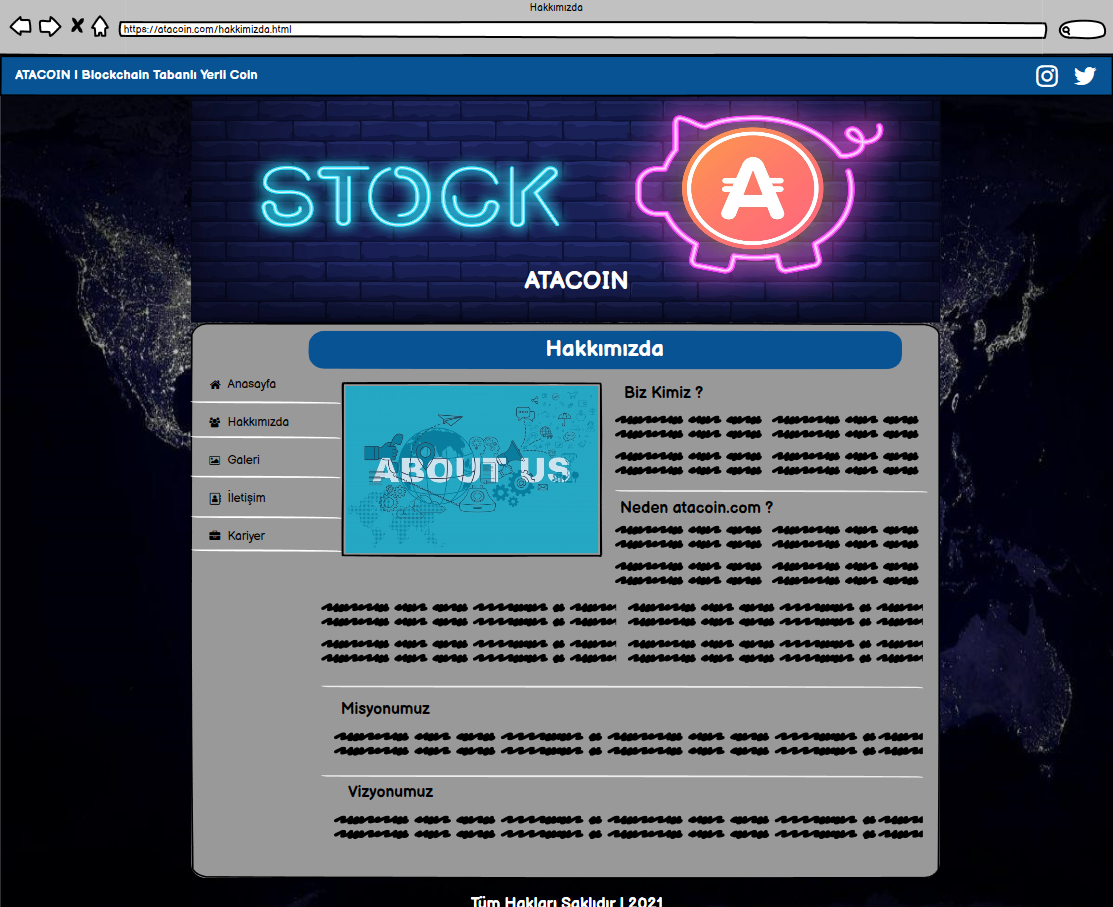 Hakkımızda
https://atacoin.com/hakkimizda.html
ATACOIN | Blockchain Tabanlı Yerli Coin
STOCK
A
ATACOIN
Hakkımızda
Anasayfa
Hakkımızda
Galeri
İletişim
Kariyer
ABOUT US
Biz Kimiz ?
Neden atacoin.com ?
Misyonumuz
Vizyonumuz
Tüm Hakları Saklıdır | 2021